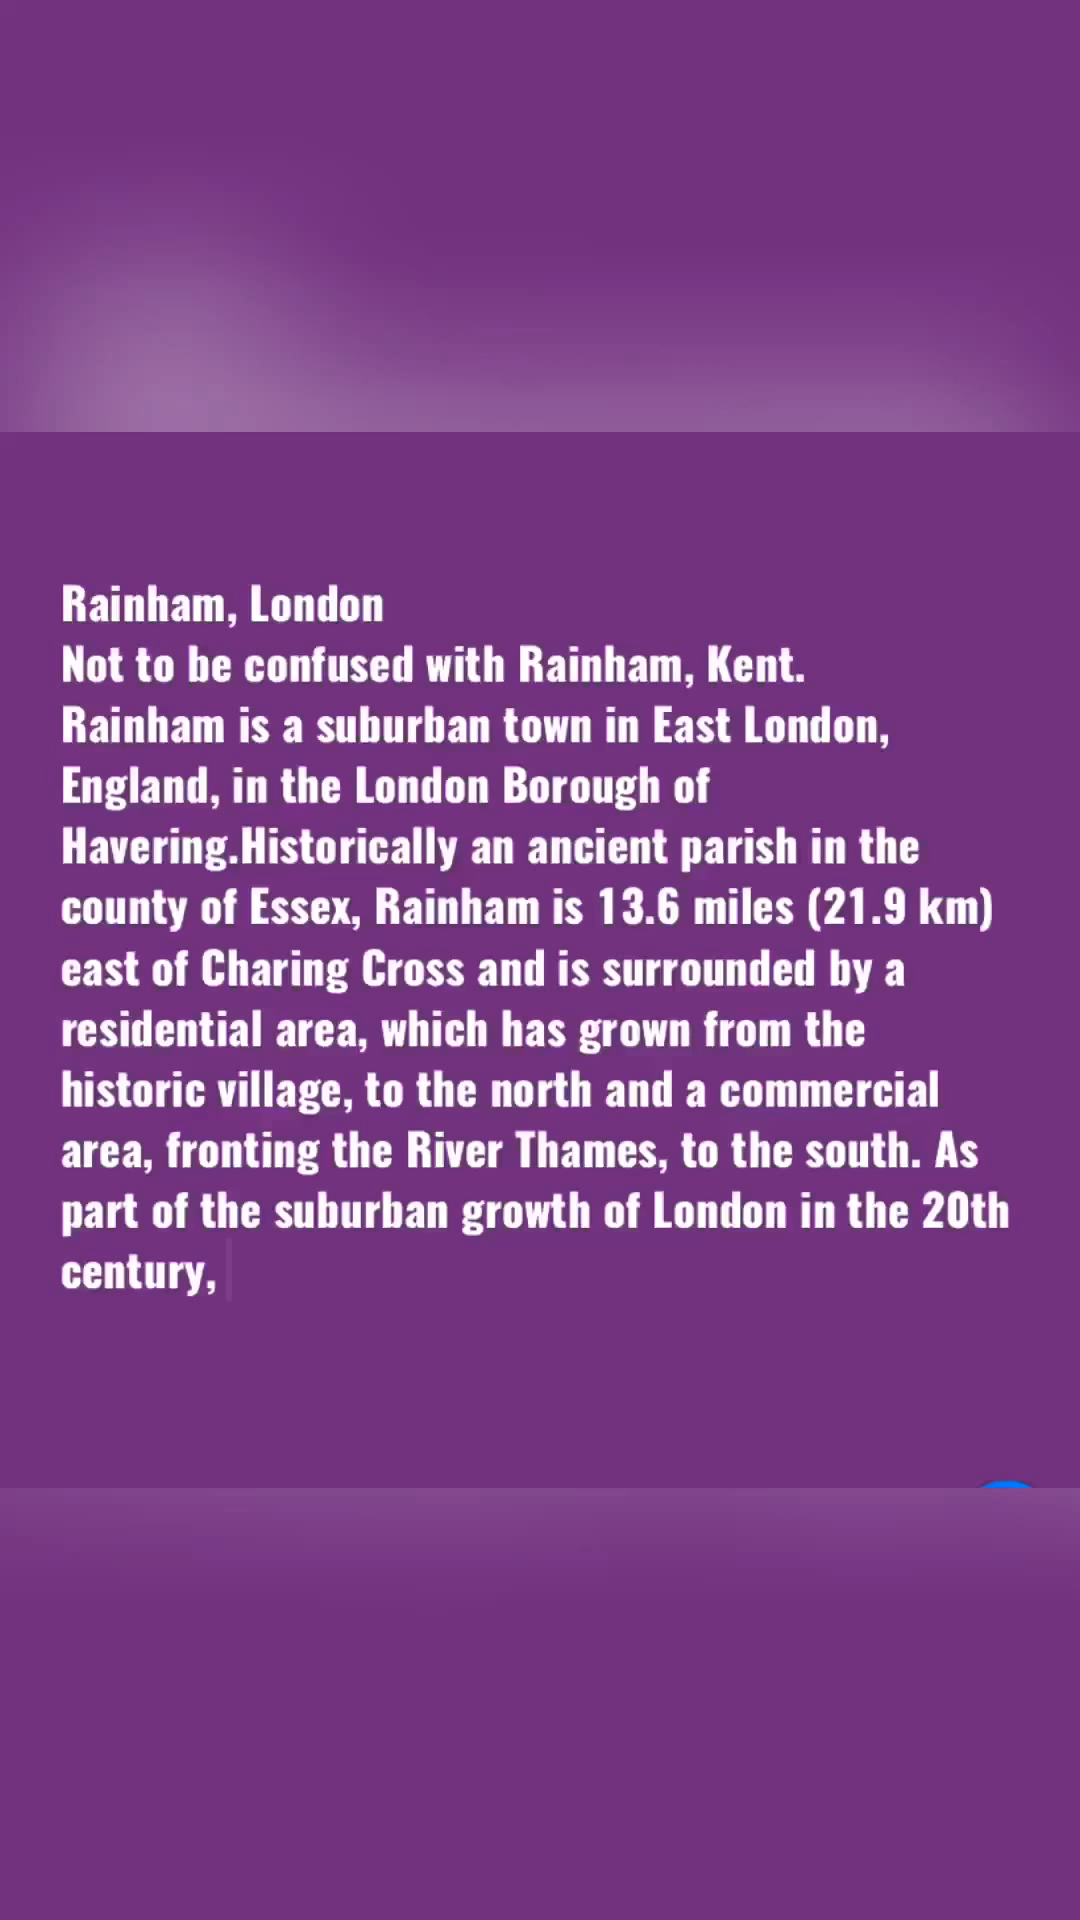 Rainham, London
Not to be confused with Rainham, Kent.
Rainham is a suburban town in East London,
England, in the London Borough of
Havering.Historically an ancient parish in the
county of Essex, Rainham is 13.6 miles (21.9 km)
east of Charing Cross and is surrounded by a
residential area, which has grown from the
historic village, to the north and a commercial
area, fronting the River Thames, to the south. As
part of the suburban growth of London in the 20th
century,